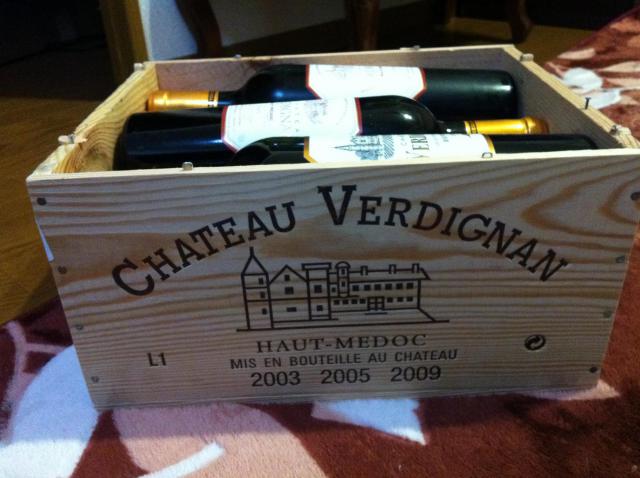 CHATEAU VERDIGNAN
HAUT-MEDOC
L1
MIS EN BOUTEILLE AU CHATEAU
2003 2005 2009